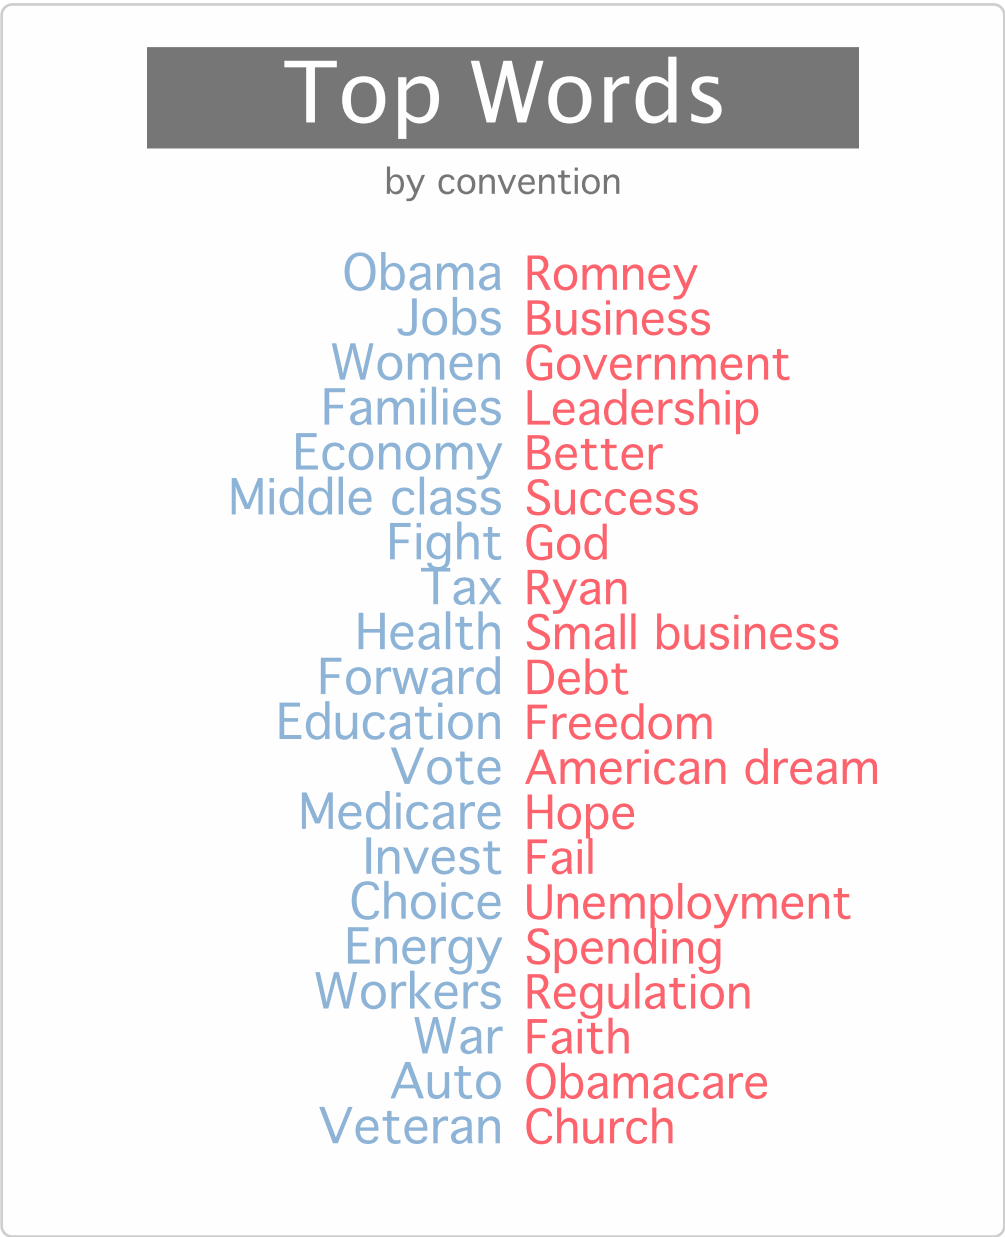 Top Words
by convention
Obama Romney
Jobs Business
Women Government
Families Leadership
Economy Better
Middle class Success
Fight God
Tax Ryan
Health Small business
Forward Debt
Education Freedom
Vote American dream
Medicare Hope
Invest Fail
Choice Unemployment
Energy Spending
Workers Regulation
War Faith
Auto Obamacare
Veteran Church